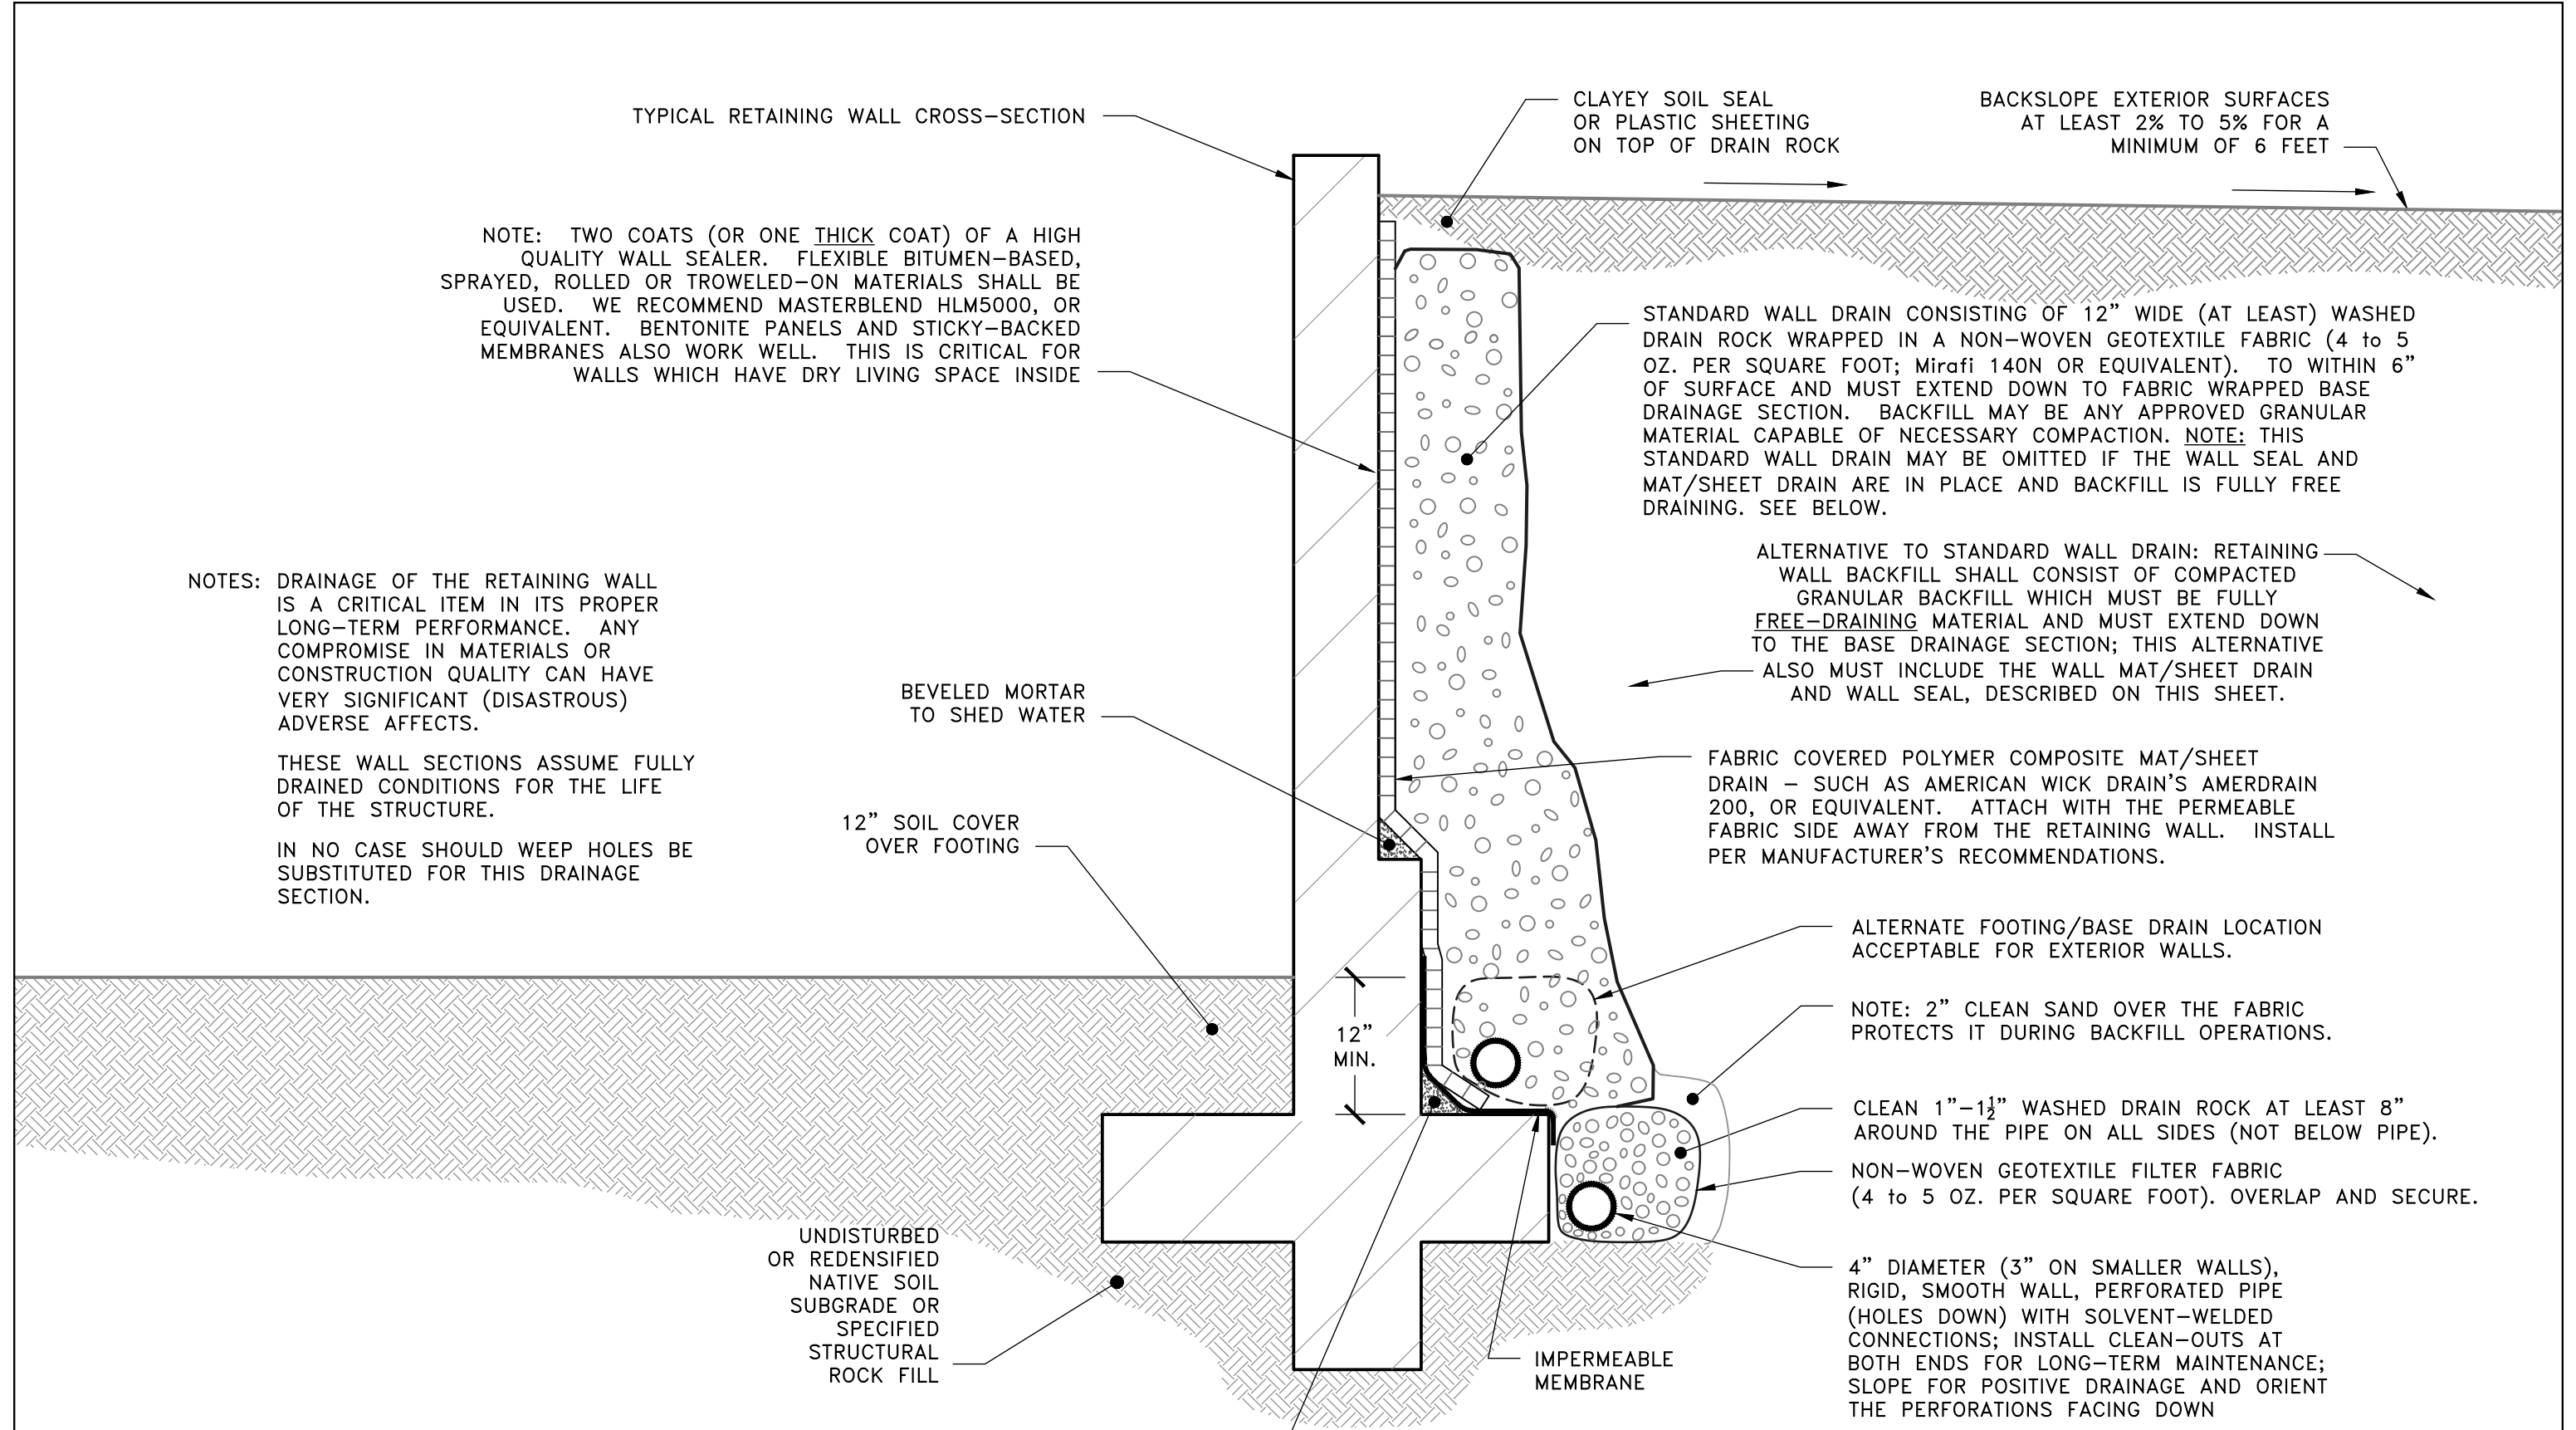 TYPICAL RETAINING WALL CROSS-SECTION
CLAYEY SOIL SEAL
OR PLASTIC SHEETING
ON TOP OF DRAIN ROCK
BACKSLOPE EXTERIOR SURFACES
AT LEAST 2% TO 5% FOR A
MINIMUM OF 6 FEET
NOTE: TWO COATS (OR ONE THICK COAT) OF A HIGH
QUALITY WALL SEALER. FLEXIBLE BITUMEN-BASED,
SPRAYED, ROLLED OR TROWELED-ON MATERIALS SHALL BE
USED. WE RECOMMEND MASTERBLEND HLM5000, OR
EQUIVALENT. BENTONITE PANELS AND STICKY-BACKED
MEMBRANES ALSO WORK WELL. THIS IS CRITICAL FOR
WALLS WHICH HAVE DRY LIVING SPACE INSIDE
STANDARD WALL DRAIN CONSISTING OF 12” WIDE (AT LEAST) WASHED
DRAIN ROCK WRAPPED IN A NON-WOVEN GEOTEXTILE FABRIC (4 to 5
OZ. PER SQUARE FOOT; Mirafi 140N OR EQUIVALENT). TO WITHIN 6”
OF SURFACE AND MUST EXTEND DOWN TO FABRIC WRAPPED BASE
DRAINAGE SECTION. BACKFILL MAY BE ANY APPROVED GRANULAR
MATERIAL CAPABLE OF NECESSARY COMPACTION. NOTE: THIS
STANDARD WALL DRAIN MAY BE OMITTED IF THE WALL SEAL AND
MAT/SHEET DRAIN ARE IN PLACE AND BACKFILL IS FULLY FREE
DRAINING. SEE BELOW.
ALTERNATIVE TO STANDARD WALL DRAIN: RETAINING
WALL BACKFILL SHALL CONSIST OF COMPACTED
GRANULAR BACKFILL WHICH MUST BE FULLY
FREE-DRAINING MATERIAL AND MUST EXTEND DOWN
TO THE BASE DRAINAGE SECTION; THIS ALTERNATIVE
ALSO MUST INCLUDE THE WALL MAT/SHEET DRAIN
AND WALL SEAL, DESCRIBED ON THIS SHEET.
NOTES: DRAINAGE OF THE RETAINING WALL
IS A CRITICAL ITEM IN ITS PROPER
LONG-TERM PERFORMANCE. ANY
COMPROMISE IN MATERIALS OR
CONSTRUCTION QUALITY CAN HAVE
VERY SIGNIFICANT (DISASTROUS)
ADVERSE AFFECTS.
THESE WALL SECTIONS ASSUME FULLY
DRAINED CONDITIONS FOR THE LIFE
OF THE STRUCTURE.
IN NO CASE SHOULD WEEP HOLES BE
SUBSTITUTED FOR THIS DRAINAGE
SECTION.
BEVELED MORTAR
TO SHED WATER
FABRIC COVERED POLYMER COMPOSITE MAT/SHEET
DRAIN - SUCH AS AMERICAN WICK DRAIN’S AMERDRAIN
200, OR EQUIVALENT. ATTACH WITH THE PERMEABLE
FABRIC SIDE AWAY FROM THE RETAINING WALL. INSTALL
PER MANUFACTURER’S RECOMMENDATIONS.
12” SOIL COVER
OVER FOOTING
ALTERNATE FOOTING/BASE DRAIN LOCATION
ACCEPTABLE FOR EXTERIOR WALLS.
NOTE: 2” CLEAN SAND OVER THE FABRIC
PROTECTS IT DURING BACKFILL OPERATIONS.
12”
MIN.
CLEAN 1”-1½” WASHED DRAIN ROCK AT LEAST 8”
AROUND THE PIPE ON ALL SIDES (NOT BELOW PIPE).
NON-WOVEN GEOTEXTILE FILTER FABRIC
(4 to 5 OZ. PER SQUARE FOOT). OVERLAP AND SECURE.
UNDISTURBED
OR REDENSIFIED
NATIVE SOIL
SUBGRADE OR
SPECIFIED
STRUCTURAL
ROCK FILL
4” DIAMETER (3” ON SMALLER WALLS),
RIGID, SMOOTH WALL, PERFORATED PIPE
(HOLES DOWN) WITH SOLVENT-WELDED
CONNECTIONS; INSTALL CLEAN-OUTS AT
BOTH ENDS FOR LONG-TERM MAINTENANCE;
SLOPE FOR POSITIVE DRAINAGE AND ORIENT
THE PERFORATIONS FACING DOWN
IMPERMEABLE
MEMBRANE